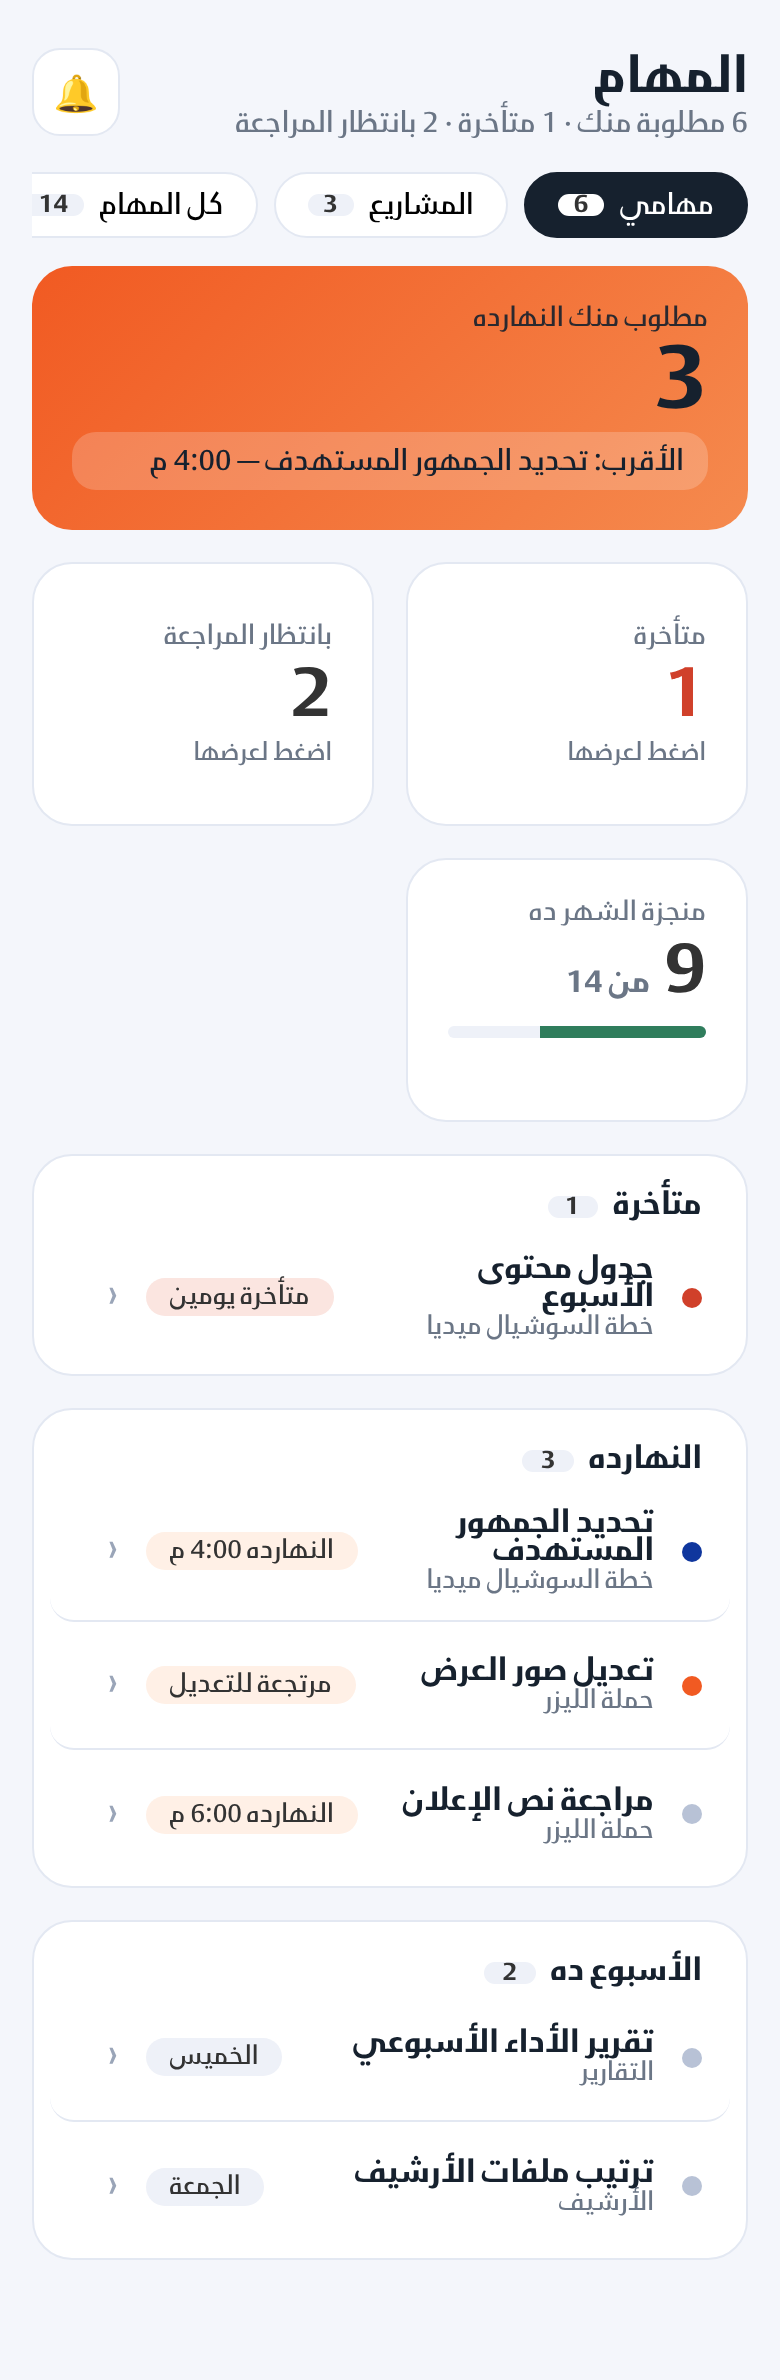 المهام
6 مطلوبة منك · 1 متأخرة · 2 بانتظار المراجعة
مهامي 6
المشاريع 3
كل المهام 14
مطلوب منك النهارده
3
الأقرب: تحديد الجمهور المستهدف — 4:00 م
متأخرة
1
اضغط لعرضها
بانتظار المراجعة
2
اضغط لعرضها
منجزة الشهر ده
9 من 14
متأخرة 1
جدول محتوى
الأسبوع
خطة السوشيال ميديا
متأخرة يومين
النهارده 3
تحديد الجمهور
المستهدف
خطة السوشيال ميديا
النهارده 4:00 م
تعديل صور العرض
حملة الليزر
مرتجعة للتعديل
مراجعة نص الإعلان
حملة الليزر
النهارده 6:00 م
الأسبوع ده 2
تقرير الأداء الأسبوعي
التقارير
الخميس
ترتيب ملفات الأرشيف
الأرشيف
الجمعة